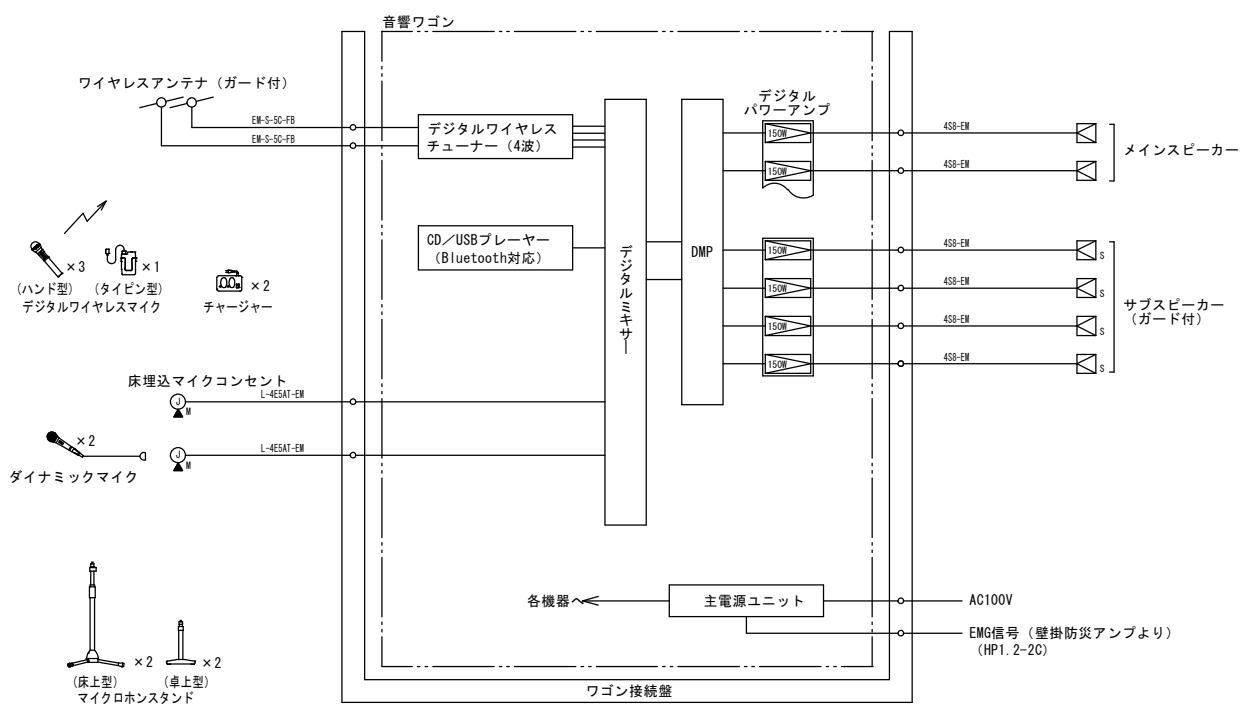 音響ワゴン
ワイヤレスアンテナ（ガード付）
EM-S-5C-FB
EM-S-5C-FB
デジタルワイヤレス
チューナー（4波）
CD／USBプレーヤー
（Bluetooth対応）
デジタルミキサー
DMP
デジタル
パワーアンプ
150W
150W
150W
150W
150W
150W
4S8-EM
4S8-EM
メインスピーカー
4S8-EM
S
4S8-EM
S
4S8-EM
S
4S8-EM
S
サブスピーカー
（ガード付）
×3
×1
（ハンド型）
（タイピン型）
デジタルワイヤレスマイク
×2
チャージャー
床埋込マイクコンセント
J
M
L-4E5AT-EM
×2
J
M
L-4E5AT-EM
ダイナミックマイク
各機器へ
主電源ユニット
AC100V
EMG信号（壁掛防災アンプより）
（HP1.2-2C）
×2
×2
（床上型）
（卓上型）
マイクロホンスタンド
ワゴン接続盤